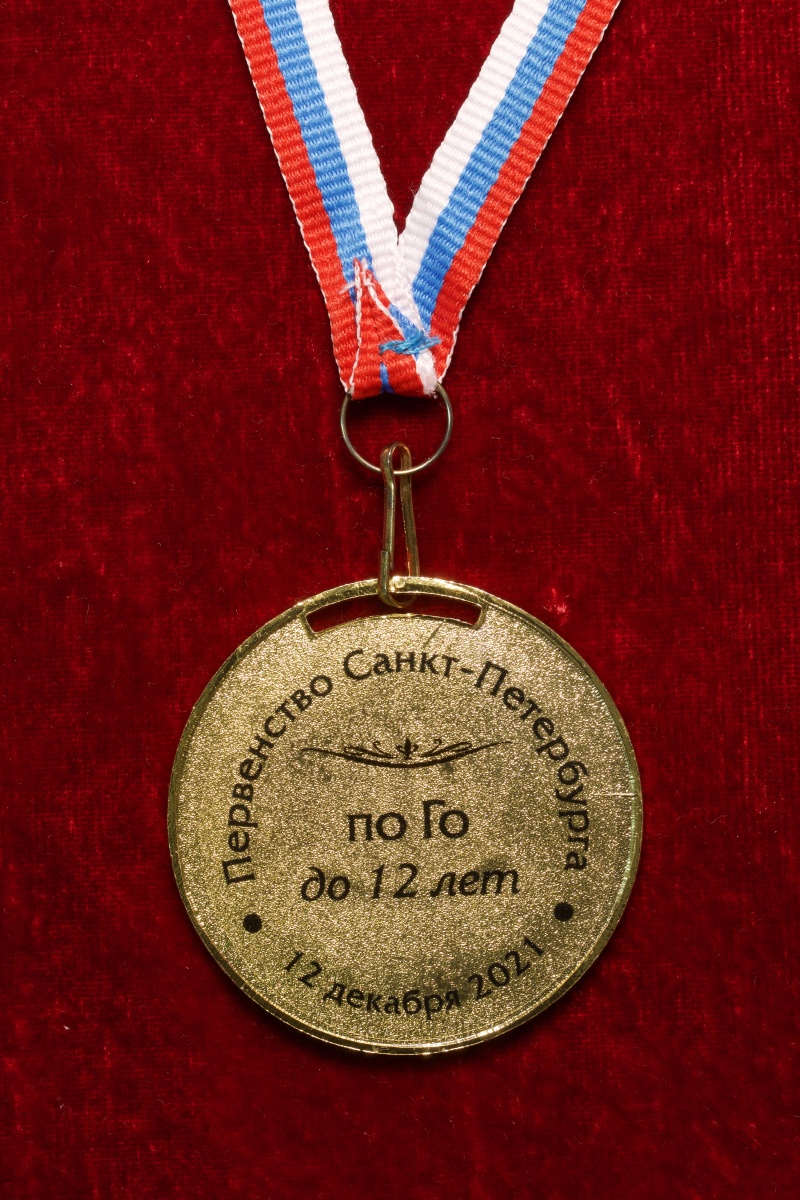 Первенство Санкт-Петербурга
по Го
до 12 лет
12 декабря 2021